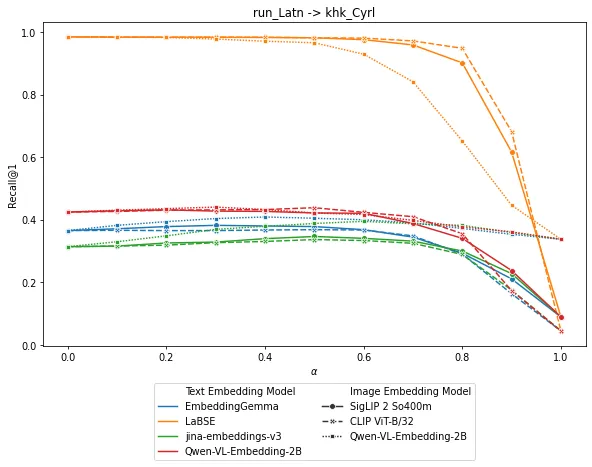 run_Latn -> khk_Cyrl
Recall@1
1.0
0.8
0.6
0.4
0.2
0.0
0.0 0.2 0.4 0.6 0.8 1.0
α
Text Embedding Model
EmbeddingGemma
LaBSE
jina-embeddings-v3
Qwen-VL-Embedding-2B
Image Embedding Model
SigLIP 2 So400m
CLIP ViT-B/32
Qwen-VL-Embedding-2B